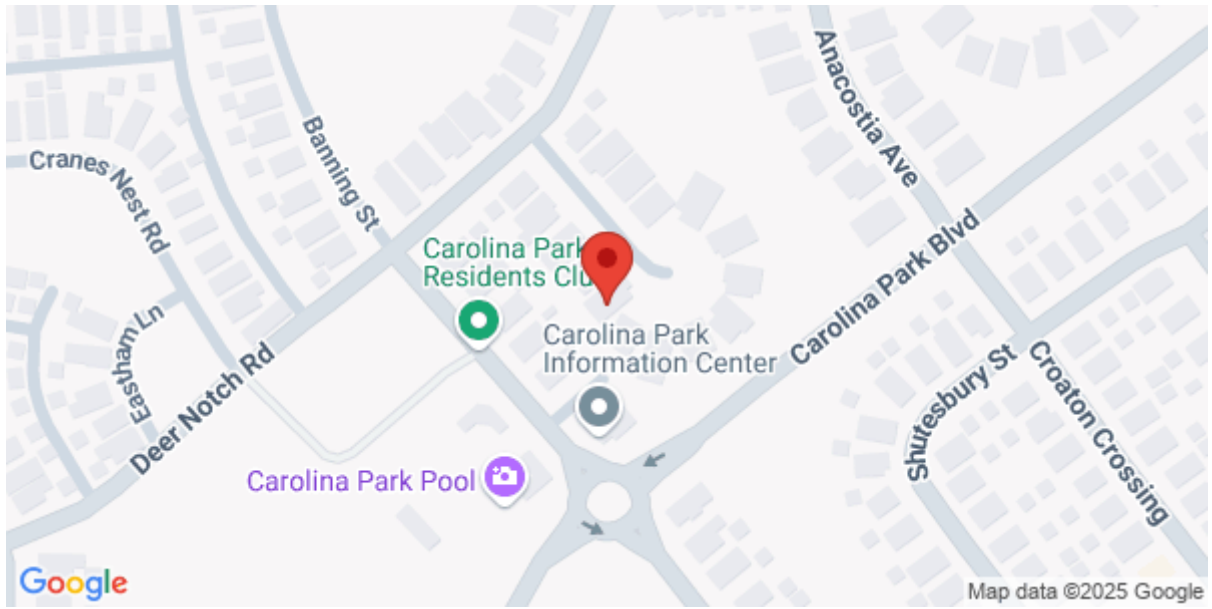 Anacostia Ave
Banning St
Cranes Nest Rd
Carolina Park
Residents Clu
Carolina Park Blvd
Eastham Ln
Carolina Park
Information Center
Deer Notch Rd
Shutesbury St
Croaton Crossing
Carolina Park Pool
Google
Map data ©2025 Google